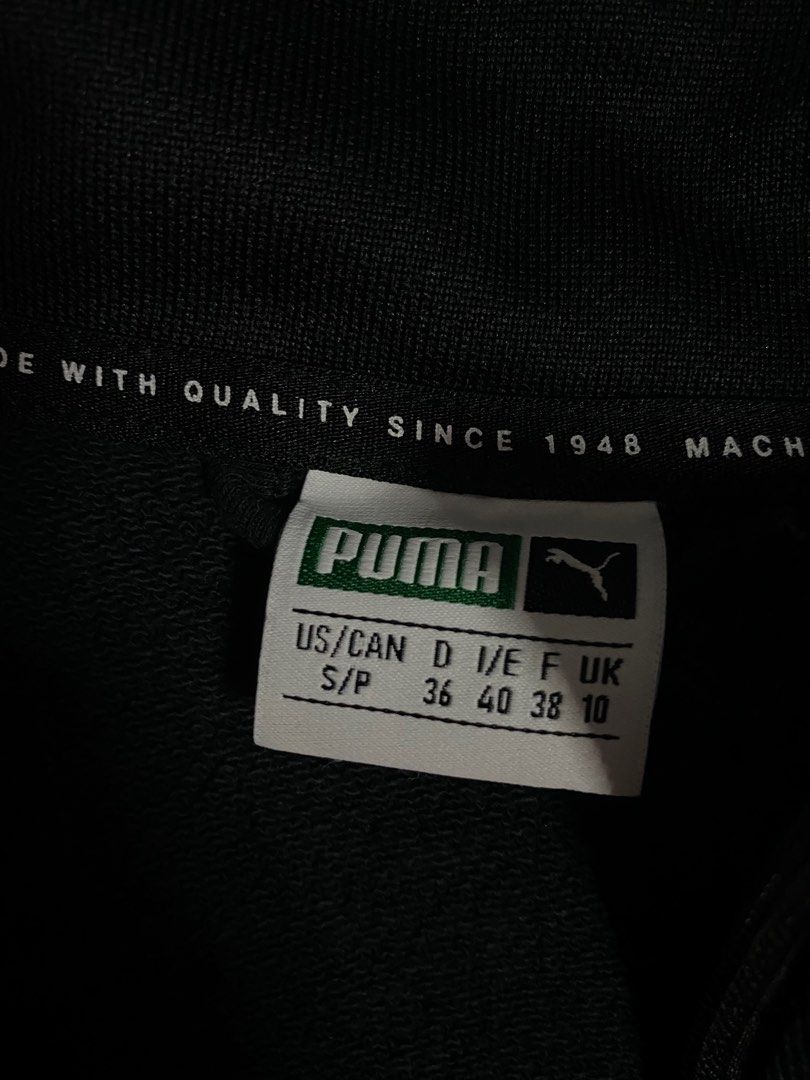 DE WITH QUALITY SINCE 1948 MACH
PUMA
US/CAN D I/E F UK
S/P 36 40 38 10